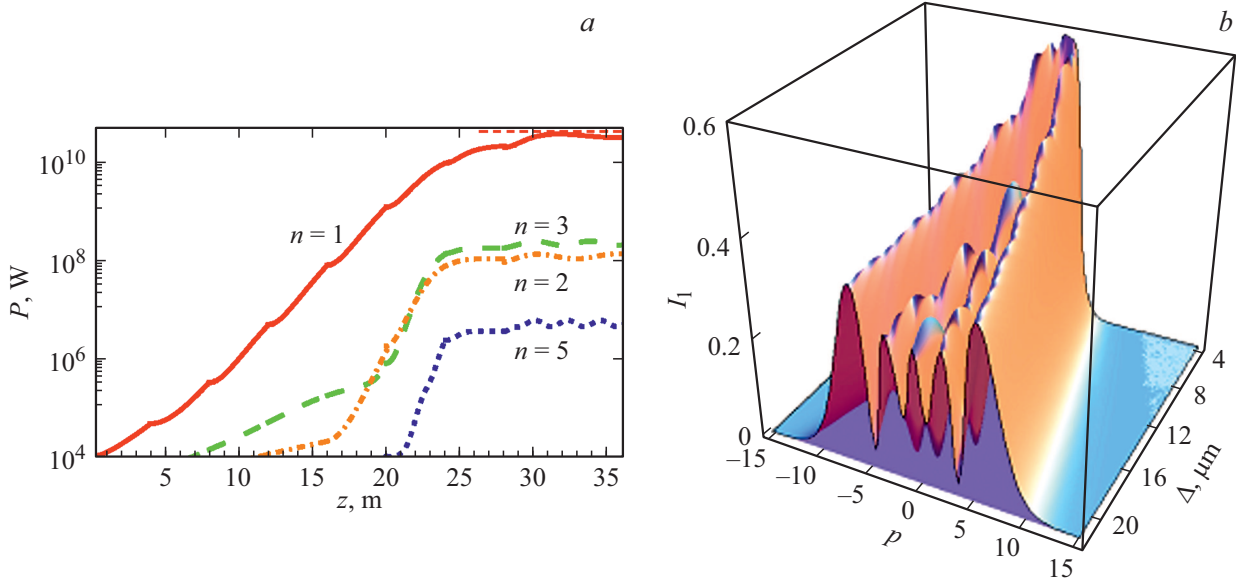 a
P, W
10^10
10^8
10^6
10^4
n = 1
n = 3
n = 2
n = 5
5 10 15 20 25 30 35
z, m
b
I_1
0.6
0.4
0.2
0
–15 –10 –5 0 5 10 15
p
4
8
12
16
20
Δ, μm